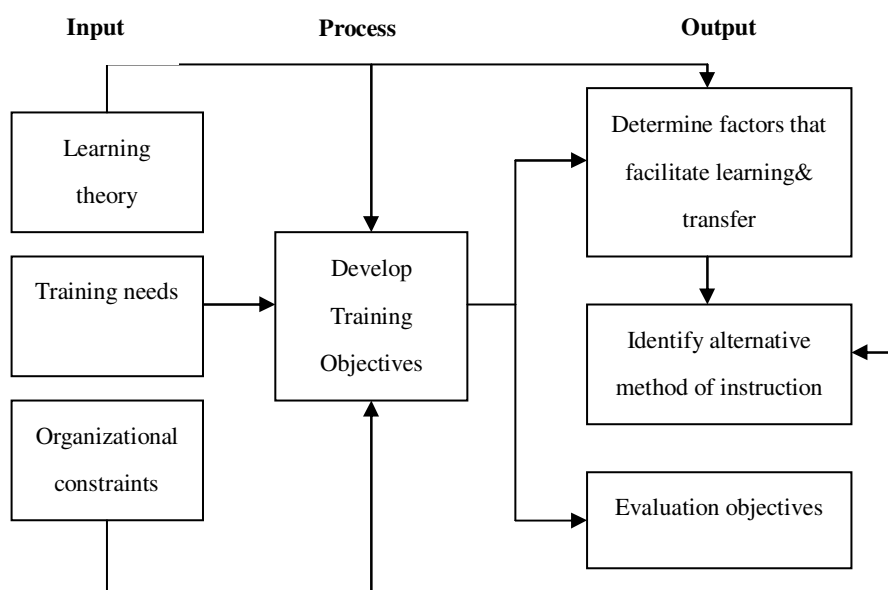 Input
Process
Output
Learning
theory
Training needs
Organizational
constraints
Develop
Training
Objectives
Determine factors that
facilitate learning&
transfer
Identify alternative
method of instruction
Evaluation objectives